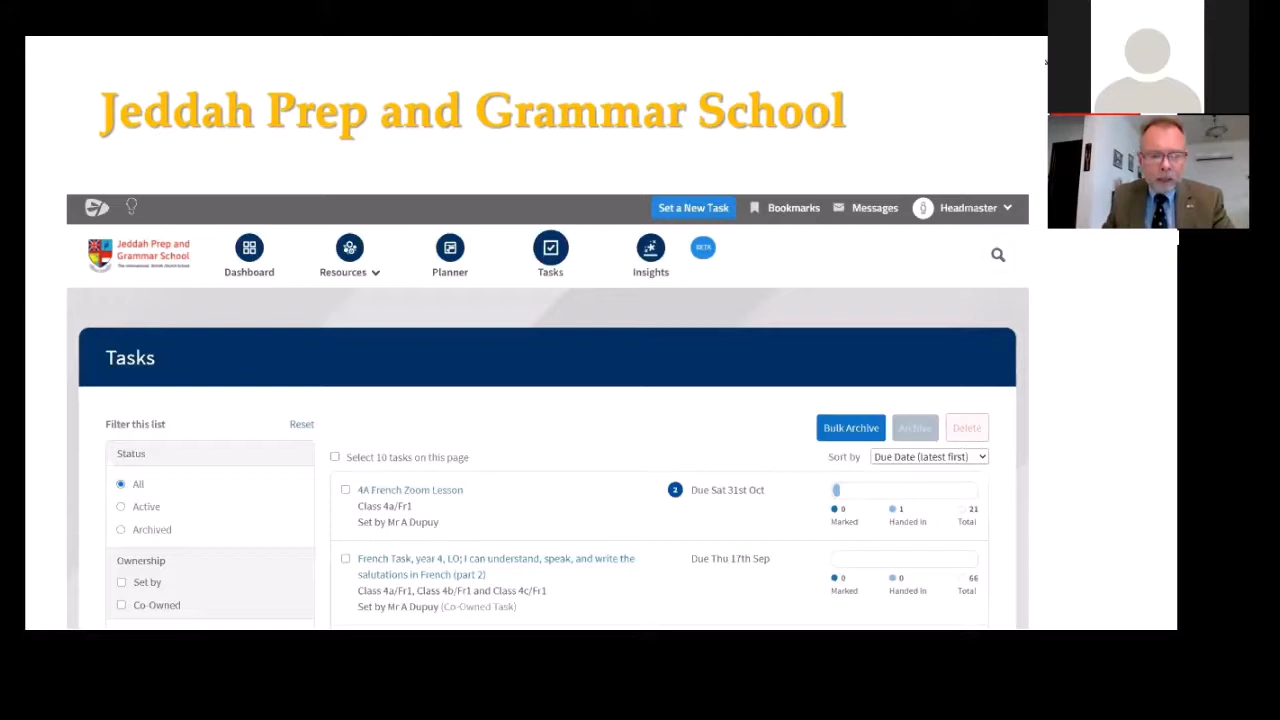 Jeddah Prep and Grammar School
Set a New Task
Bookmarks
Messages
Headmaster
Jeddah Prep and
Grammar School
Dashboard
Resources
Planner
Tasks
Insights
BETA
Tasks
Filter this list
Reset
Bulk Archive
Archive
Delete
Status
Select 10 tasks on this page
Sort by
Due Date (latest first)
All
Active
Archived
4A French Zoom Lesson
Class 4a/Fr1
Set by Mr A Dupuy
2
Due Sat 31st Oct
0
1
21
Marked
Handed In
Total
Ownership
Set by
Co-Owned
French Task, year 4, LO; I can understand, speak, and write the
salutations in French (part 2)
Class 4a/Fr1, Class 4b/Fr1 and Class 4c/Fr1
Set by Mr A Dupuy (Co-Owned Task)
Due Thu 17th Sep
0
0
66
Marked
Handed In
Total